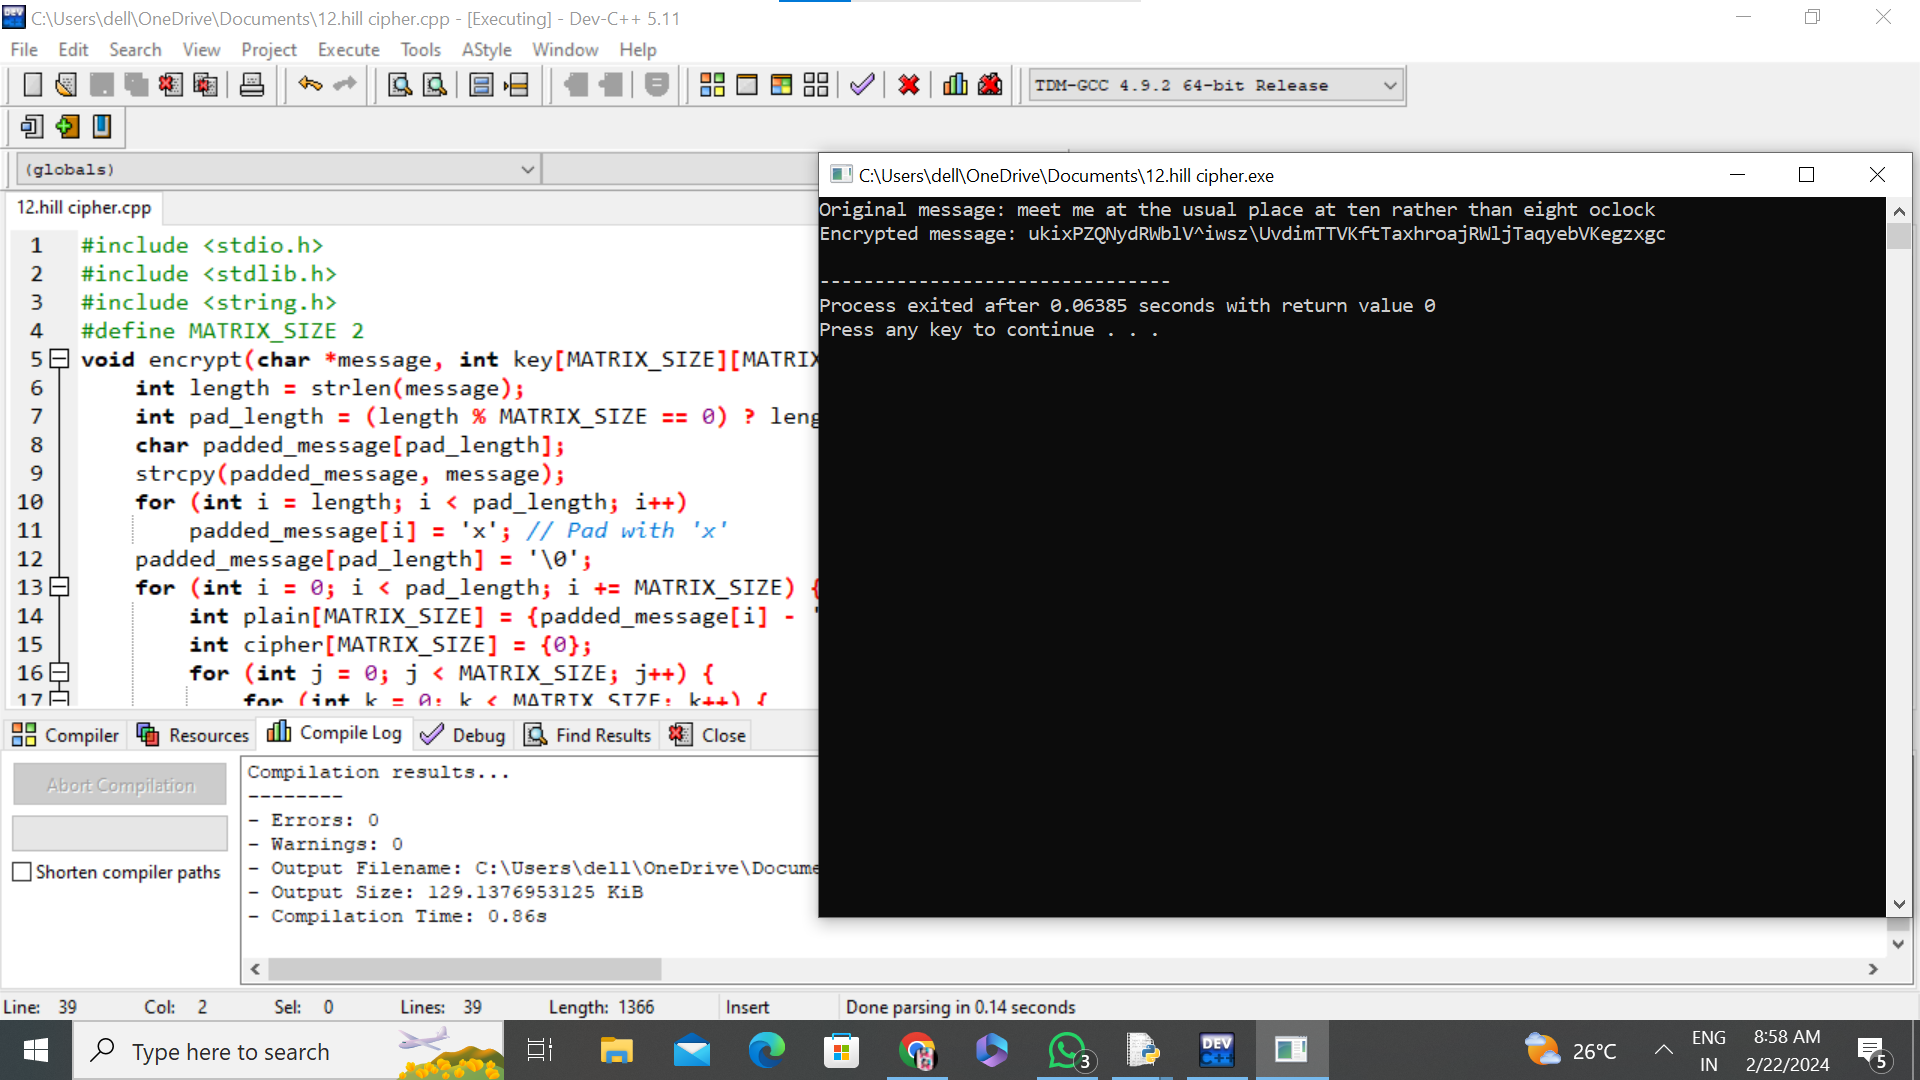 C:\Users\dell\OneDrive\Documents\12.hill cipher.cpp - [Executing] - Dev-C++ 5.11
File Edit Search View Project Execute Tools AStyle Window Help
TDM-GCC 4.9.2 64-bit Release
(globals)
12.hill cipher.cpp
1 #include <stdio.h>
2 #include <stdlib.h>
3 #include <string.h>
4 #define MATRIX_SIZE 2
5 void encrypt(char *message, int key[MATRIX_SIZE][MATRIX
6 int length = strlen(message);
7 int pad_length = (length % MATRIX_SIZE == 0) ? leng
8 char padded_message[pad_length];
9 strcpy(padded_message, message);
10 for (int i = length; i < pad_length; i++)
11 padded_message[i] = 'x'; // Pad with 'x'
12 padded_message[pad_length] = '\0';
13 for (int i = 0; i < pad_length; i += MATRIX_SIZE) {
14 int plain[MATRIX_SIZE] = {padded_message[i] - '
15 int cipher[MATRIX_SIZE] = {0};
16 for (int j = 0; j < MATRIX_SIZE; j++) {
17 for (int k = 0; k < MATRIX_SIZE; k++) {
C:\Users\dell\OneDrive\Documents\12.hill cipher.exe
Original message: meet me at the usual place at ten rather than eight oclock
Encrypted message: ukixPZQNydRWblV^iwsz\UvdimTTVKftTaxhroajRWljTaqyebVKegzxgc
--------------------------------
Process exited after 0.06385 seconds with return value 0
Press any key to continue . . .
Compiler Resources Compile Log Debug Find Results Close
Abort Compilation
Shorten compiler paths
Compilation results...
--------
- Errors: 0
- Warnings: 0
- Output Filename: C:\Users\dell\OneDrive\Docume
- Output Size: 129.1376953125 KiB
- Compilation Time: 0.86s
Line: 39 Col: 2 Sel: 0 Lines: 39 Length: 1366 Insert Done parsing in 0.14 seconds
Type here to search
3
DEV C++
26°C
ENG
IN
8:58 AM
2/22/2024
5